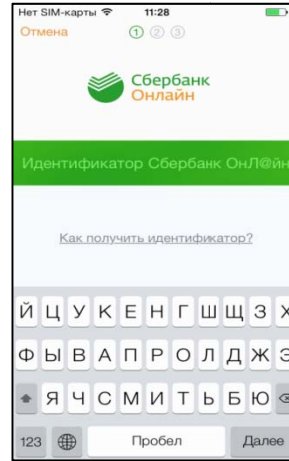 Нет SIM-карты 11:28
Отмена 1 2 3
Сбербанк
Онлайн
Идентификатор Сбербанк ОнЛ@йн
Как получить идентификатор?
Й Ц У К Е Н Г Ш Щ З Х
Ф Ы В А П Р О Л Д Ж Э
Я Ч С М И Т Ь Б Ю
123 Пробел Далее